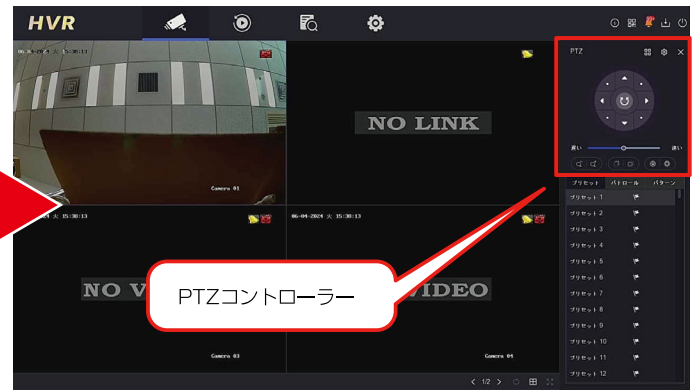 HVR
06-04-2024 火 15:38:13
Camera 01
NO LINK
PTZ
遅い
速い
プリセット パトロール パターン
プリセット 1
プリセット 2
プリセット 3
プリセット 4
プリセット 5
プリセット 6
プリセット 7
プリセット 8
プリセット 9
プリセット 10
プリセット 11
プリセット 12
15:38:13
NO V
Camera 03
06-04-2024 火 15:38:13
VIDEO
Camera 04
PTZコントローラー
1/2